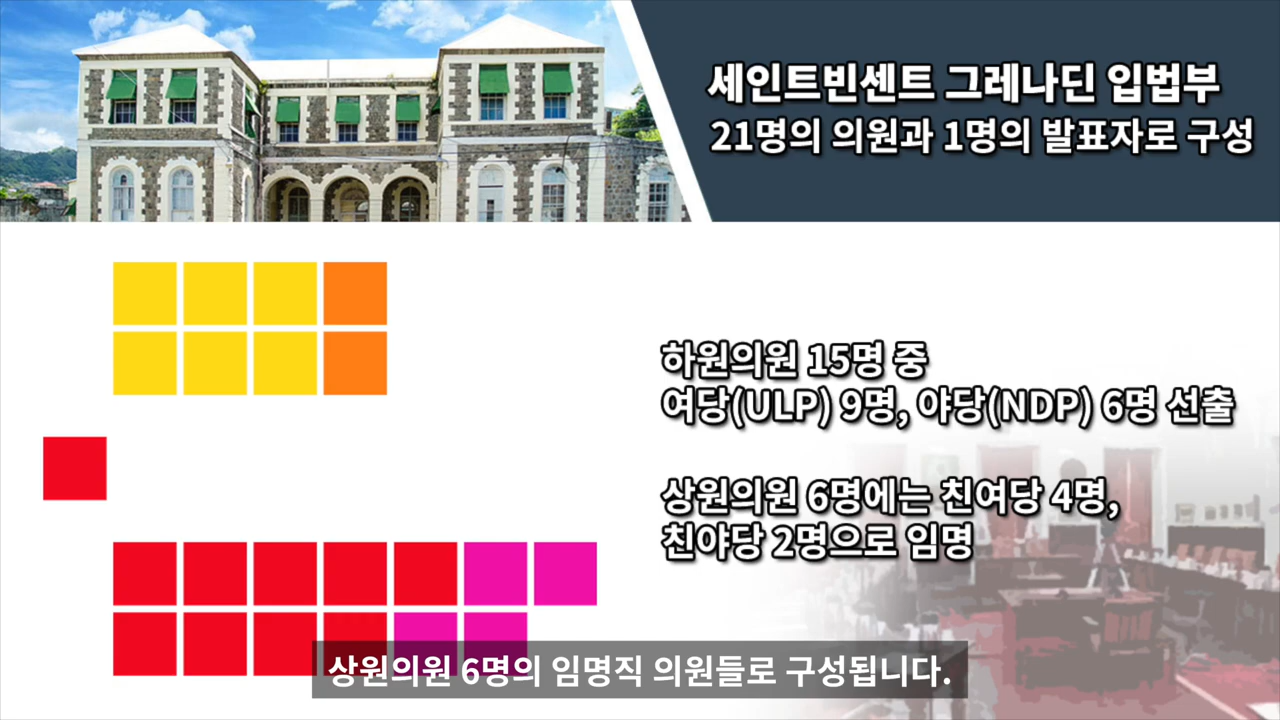 세인트빈센트 그레나딘 입법부
21명의 의원과 1명의 발표자로 구성
하원의원 15명 중
여당(ULP) 9명, 야당(NDP) 6명 선출
상원의원 6명에는 친여당 4명,
친야당 2명으로 임명
상원의원 6명의 임명직 의원들로 구성됩니다.